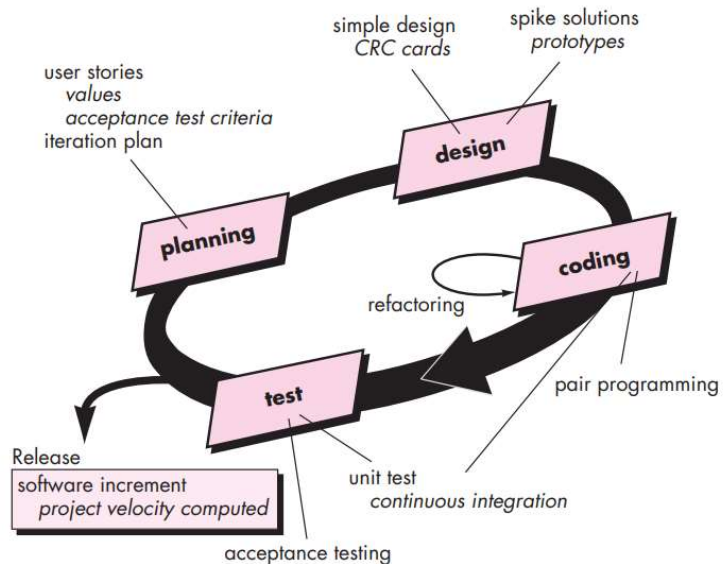 simple design
CRC cards
spike solutions
prototypes
user stories
values
acceptance test criteria
iteration plan
design
planning
coding
refactoring
test
pair programming
Release
software increment
project velocity computed
unit test
continuous integration
acceptance testing